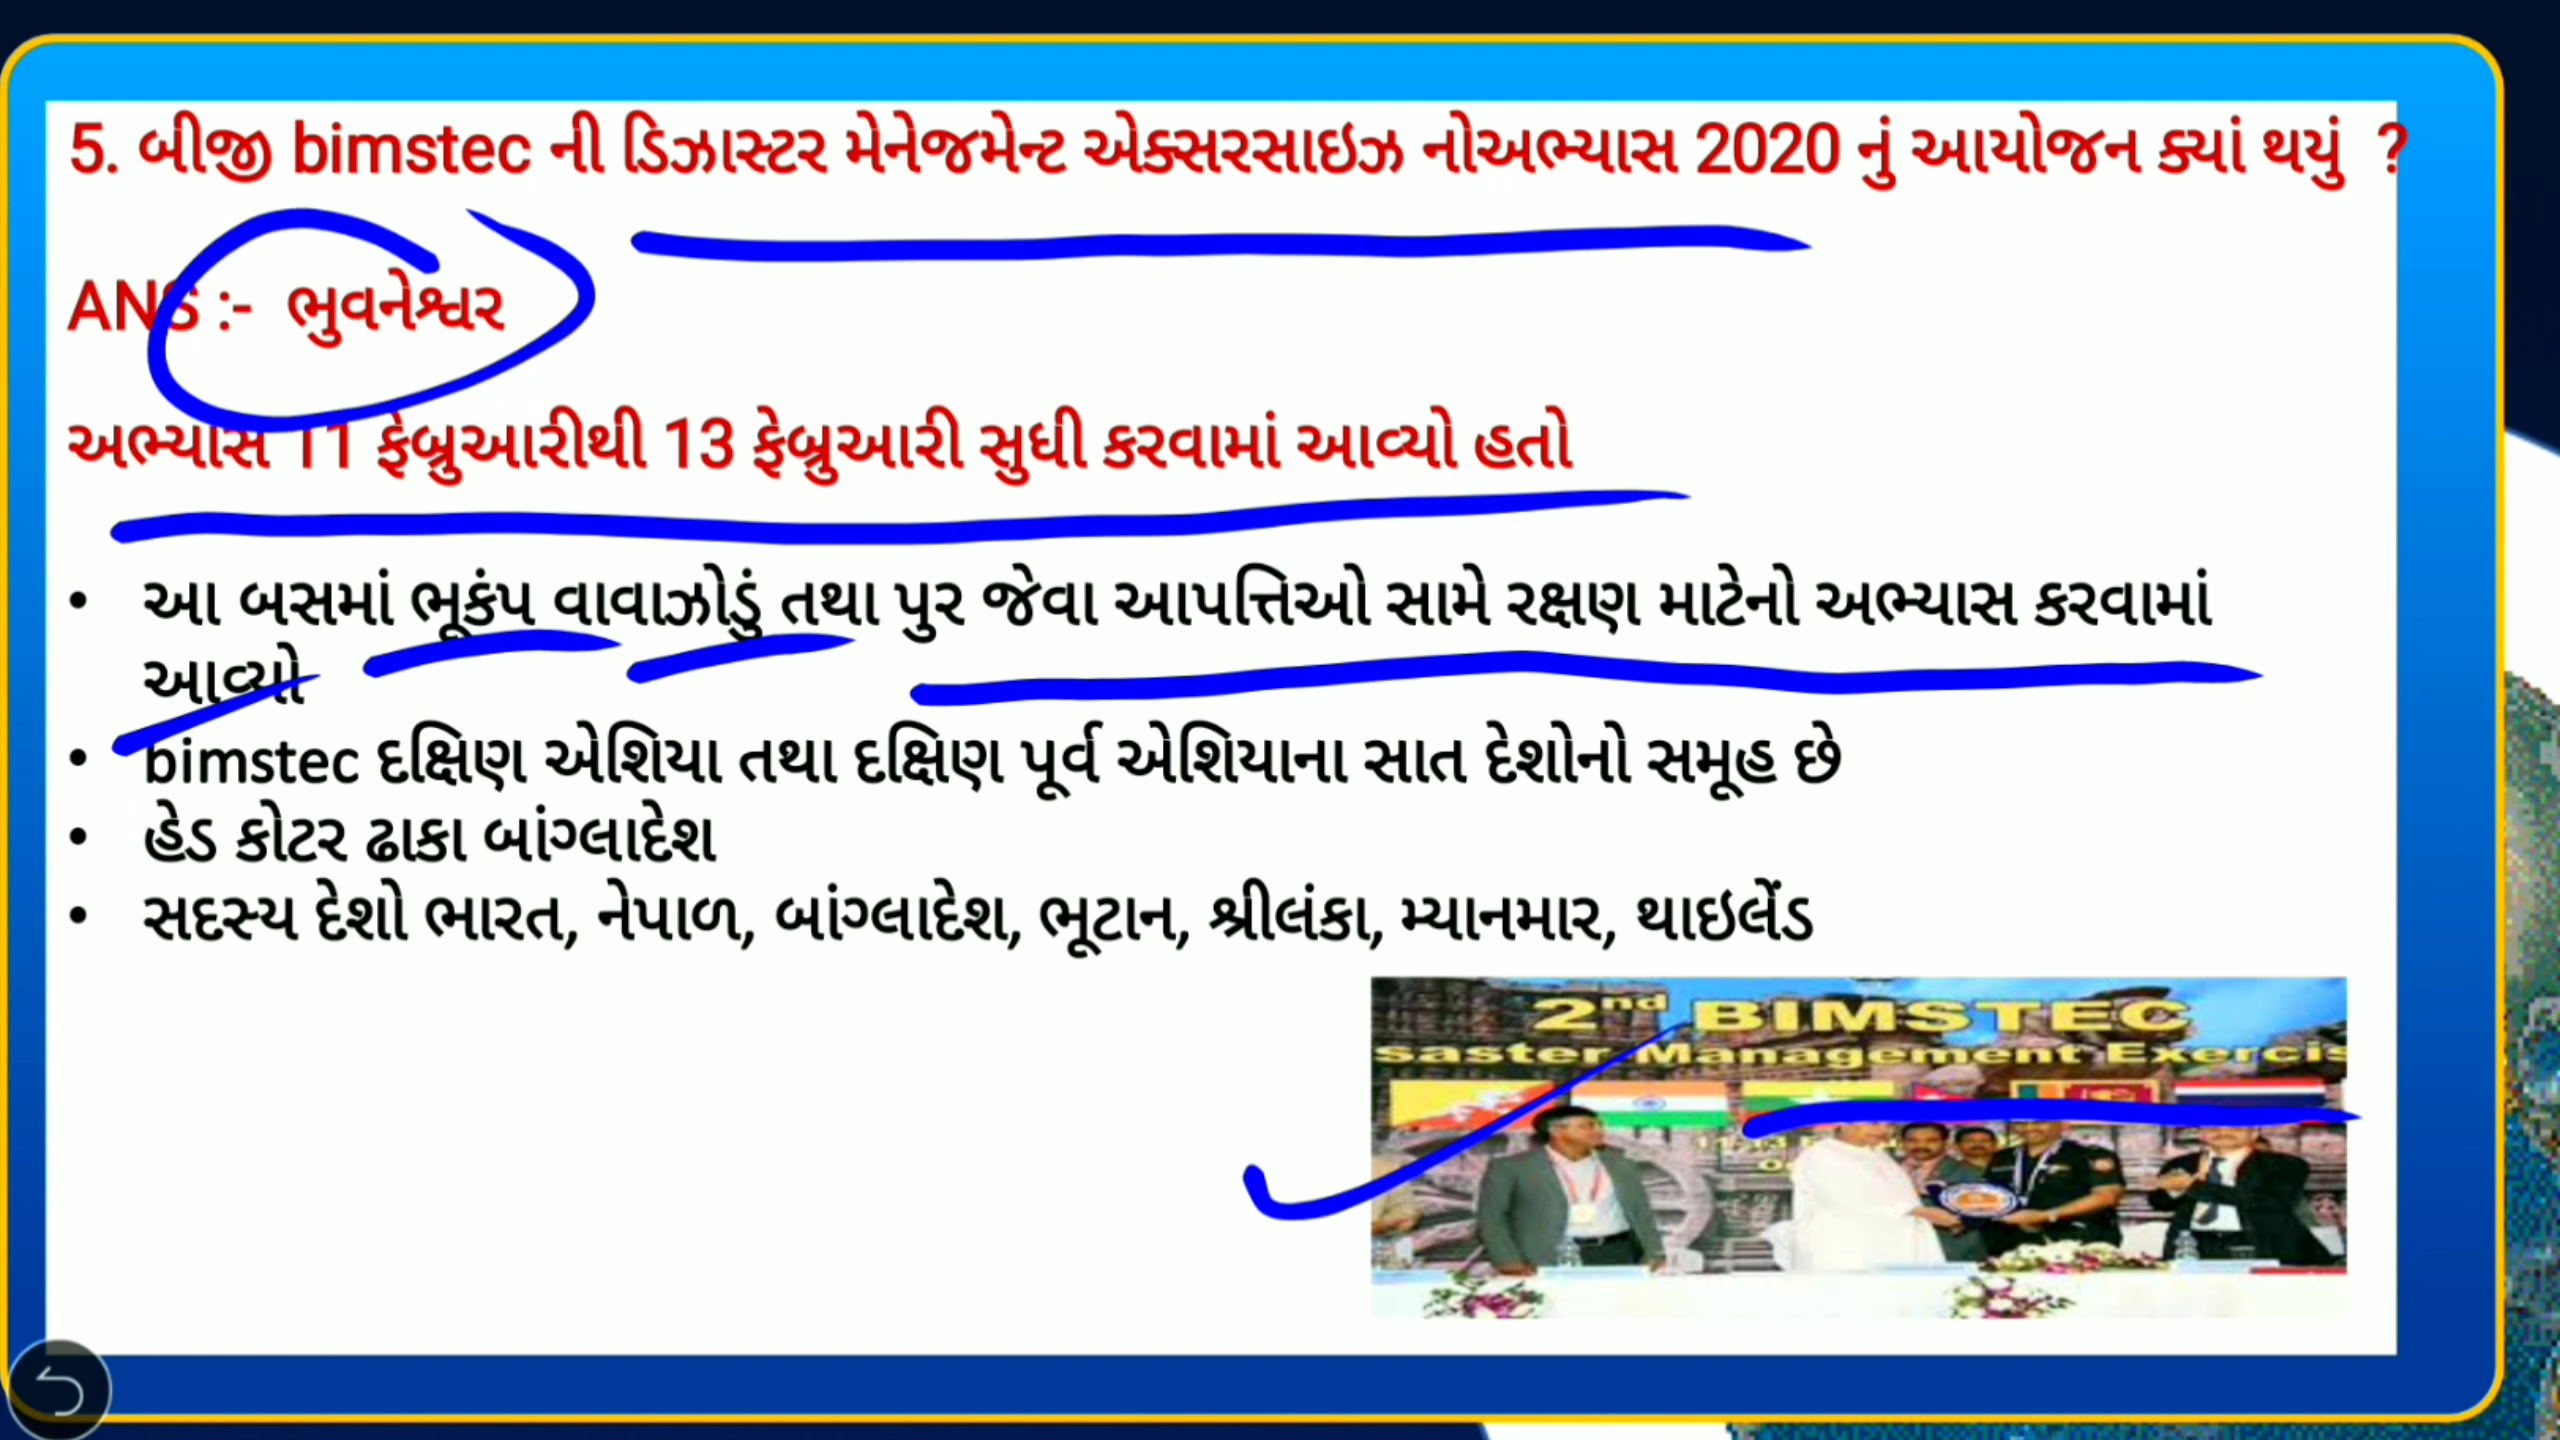 5. બીજી bimstec ની ડિઝાસ્ટર મેનેજમેન્ટ એક્સરસાઇઝ નોઅભ્યાસ 2020 નું આયોજન ક્યાં થયું ?
ANS :- ભુવનેશ્વર
અભ્યાસ 11 ફેબ્રુઆરીથી 13 ફેબ્રુઆરી સુધી કરવામાં આવ્યો હતો
• આ બસમાં ભૂકંપ વાવાઝોડું તથા પુર જેવા આપત્તિઓ સામે રક્ષણ માટેનો અભ્યાસ કરવામાં
આવ્યો
• bimstec દક્ષિણ એશિયા તથા દક્ષિણ પૂર્વ એશિયાના સાત દેશોનો સમૂહ છે
• હેડ કોટર ઢાકા બાંગ્લાદેશ
• સદસ્ય દેશો ભારત, નેપાળ, બાંગ્લાદેશ, ભૂટાન, શ્રીલંકા, મ્યાનમાર, થાઇલેંડ
2nd BIMSTEC
saster Management Exercis